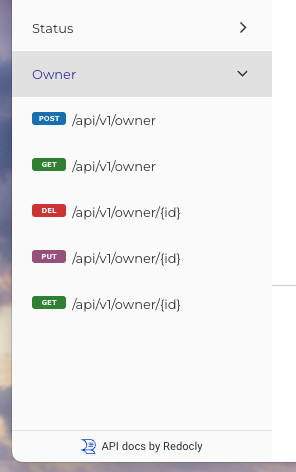 Status
Owner
POST /api/v1/owner
GET /api/v1/owner
DEL /api/v1/owner/{id}
PUT /api/v1/owner/{id}
GET /api/v1/owner/{id}
API docs by Redocly